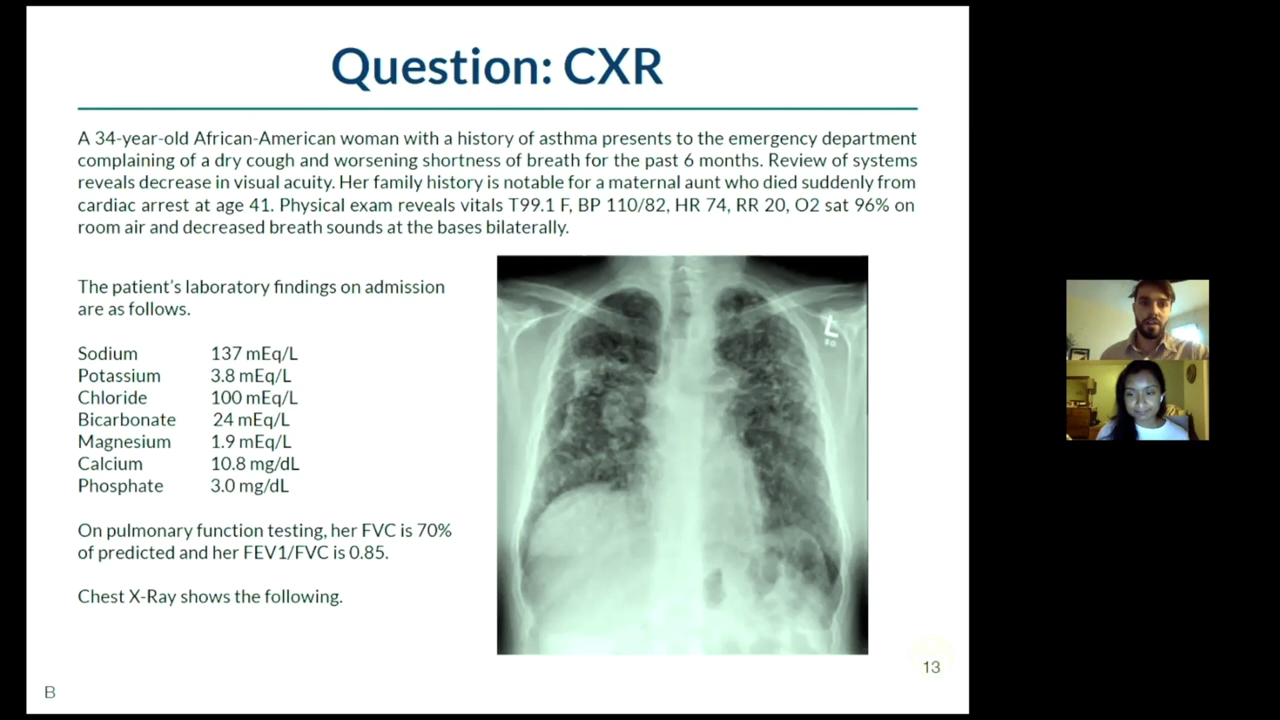 Question: CXR
A 34-year-old African-American woman with a history of asthma presents to the emergency department
complaining of a dry cough and worsening shortness of breath for the past 6 months. Review of systems
reveals decrease in visual acuity. Her family history is notable for a maternal aunt who died suddenly from
cardiac arrest at age 41. Physical exam reveals vitals T99.1 F, BP 110/82, HR 74, RR 20, O2 sat 96% on
room air and decreased breath sounds at the bases bilaterally.
The patient's laboratory findings on admission
are as follows.
Sodium 137 mEq/L
Potassium 3.8 mEq/L
Chloride 100 mEq/L
Bicarbonate 24 mEq/L
Magnesium 1.9 mEq/L
Calcium 10.8 mg/dL
Phosphate 3.0 mg/dL
On pulmonary function testing, her FVC is 70%
of predicted and her FEV1/FVC is 0.85.
Chest X-Ray shows the following.
L
13
B